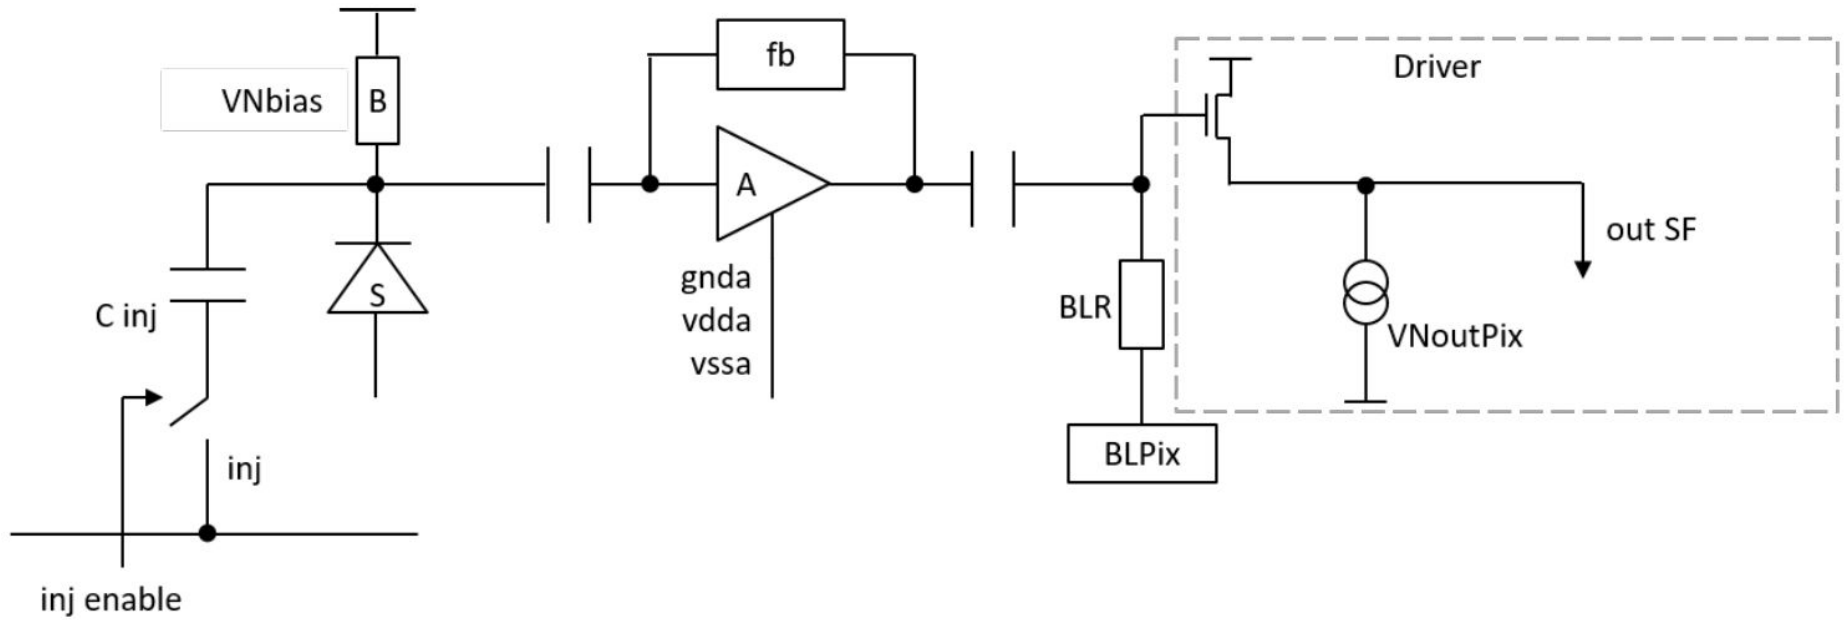 fb
Driver
VNbias
B
A
out SF
S
gnda
vdda
vssa
C inj
BLR
VNoutPix
BLPix
inj
inj enable